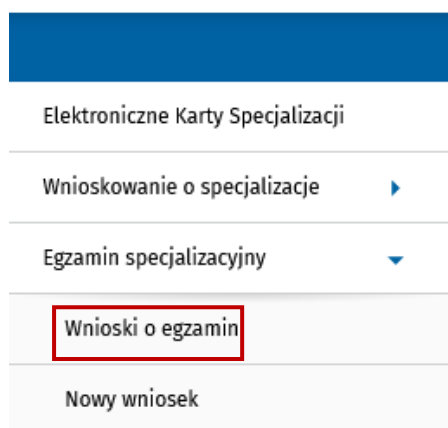 Elektroniczne Karty Specjalizacji
Wnioskowanie o specjalizacje
Egzamin specjalizacyjny
Wnioski o egzamin
Nowy wniosek